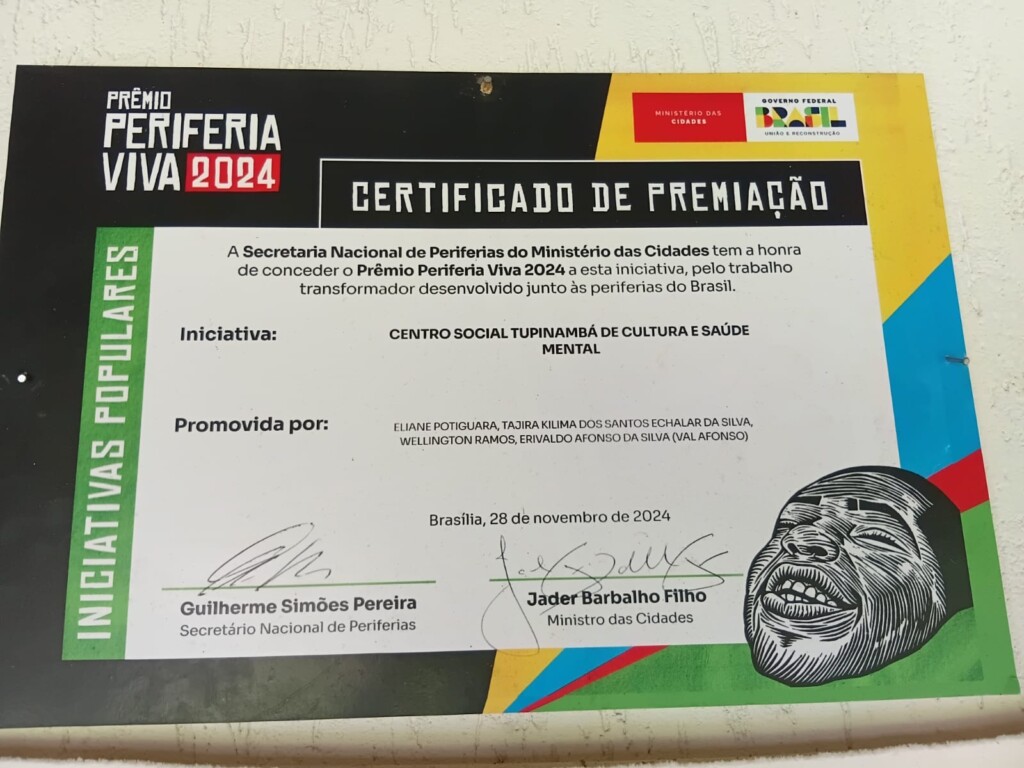 PRÊMIO
PERIFERIA
VIVA 2024
MINISTÉRIO DAS
CIDADES
GOVERNO FEDERAL
BRASIL
UNIÃO E RECONSTRUÇÃO
CERTIFICADO DE PREMIAÇÃO
INICIATIVAS POPULARES
A Secretaria Nacional de Periferias do Ministério das Cidades tem a honra
de conceder o Prêmio Periferia Viva 2024 a esta iniciativa, pelo trabalho
transformador desenvolvido junto às periferias do Brasil.
Iniciativa:
CENTRO SOCIAL TUPINAMBÁ DE CULTURA E SAÚDE
MENTAL
Promovida por:
ELIANE POTIGUARA, TAJIRA KILIMA DOS SANTOS ECHALAR DA SILVA,
WELLINGTON RAMOS, ERIVALDO AFONSO DA SILVA (VAL AFONSO)
Brasília, 28 de novembro de 2024
Guilherme Simões Pereira
Secretário Nacional de Periferias
Jader Barbalho Filho
Ministro das Cidades